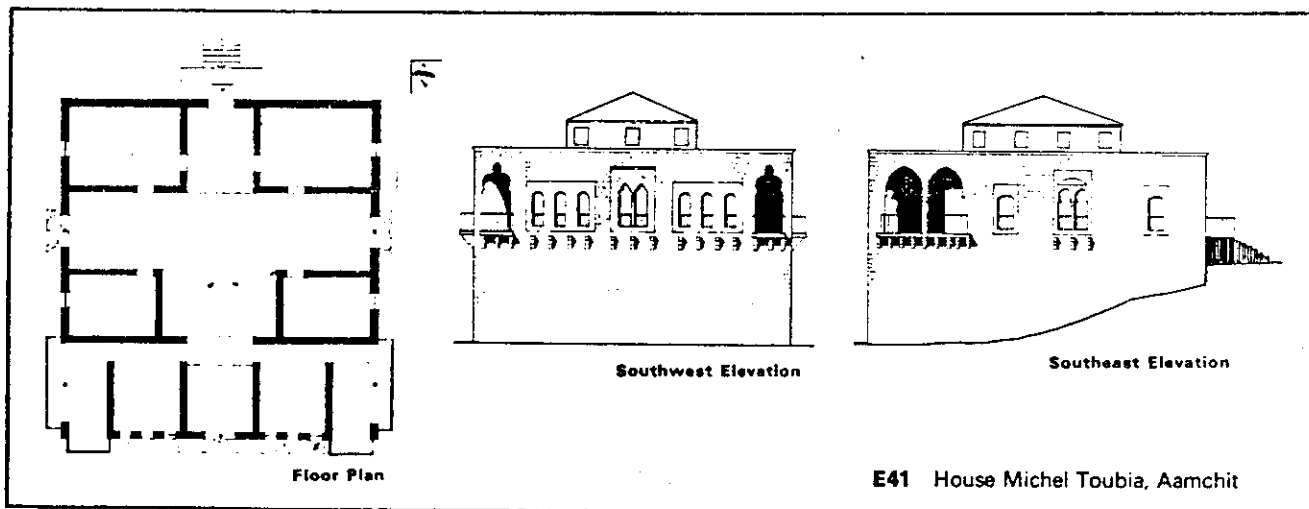 Floor Plan
Southwest Elevation
Southeast Elevation
E41 House Michel Toubia, Aamchit